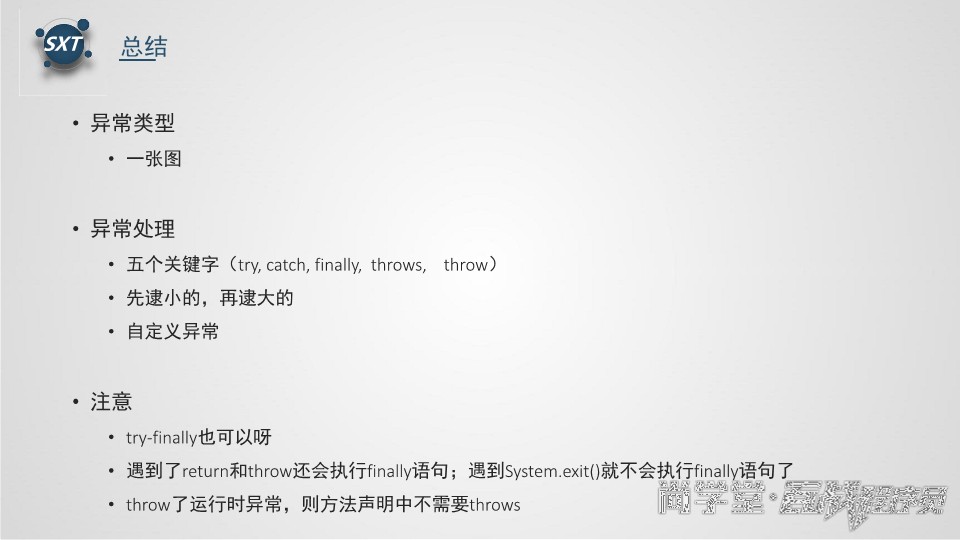 SXT
总结
• 异常类型
• 一张图
• 异常处理
• 五个关键字（try, catch, finally, throws, throw）
• 先逮小的，再逮大的
• 自定义异常
• 注意
• try-finally也可以呀
• 遇到了return和throw还会执行finally语句；遇到System.exit()就不会执行finally语句了
• throw了运行时异常，则方法声明中不需要throws
尚学堂·百战程序员